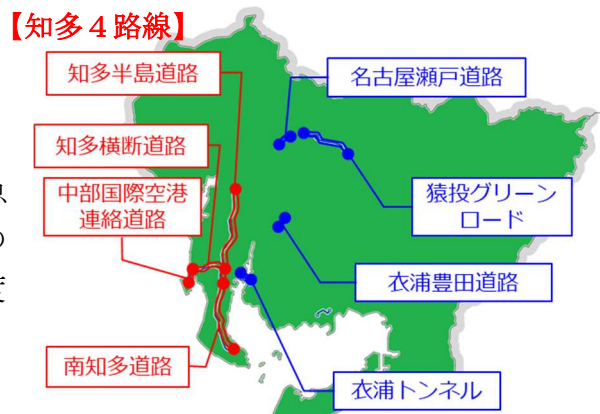 【知多４路線】
知多半島道路
名古屋瀬戸道路
知多横断道路
中部国際空港
連絡道路
猿投グリーン
ロード
の
衣浦豊田道路
南知多道路
衣浦トンネル